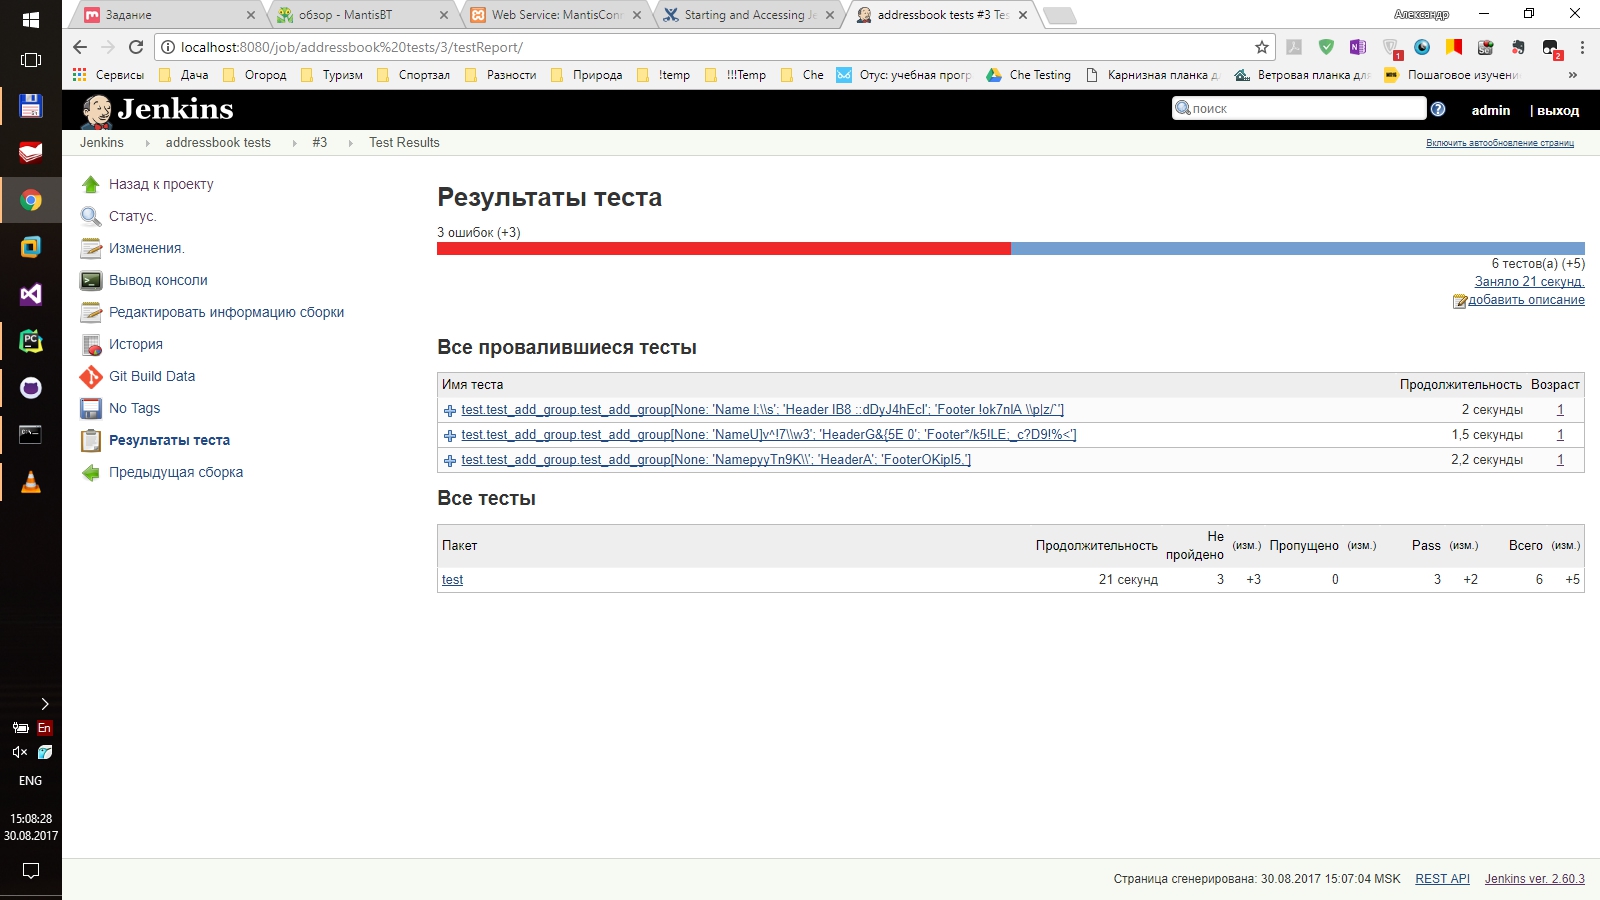 Задание
обзор - MantisBT
Web Service: MantisConn
Starting and Accessing Je
addressbook tests #3 Tes
Александр
localhost:8080/job/addressbook%20tests/3/testReport/
1
2
Сервисы
Дача
Огород
Туризм
Спортзал
Разности
Природа
!temp
!!!Temp
Che
Отус: учебная прогр
Che Testing
Карнизная планка д
Ветровая планка для
Пошаговое изучени
»
Jenkins
поиск
admin
| выход
Jenkins
addressbook tests
#3
Test Results
Включить автообновление страниц
Назад к проекту
Статус.
Изменения.
Вывод консоли
Редактировать информацию сборки
История
Git Build Data
No Tags
Результаты теста
Предыдущая сборка
Результаты теста
3 ошибок (+3)
6 тестов(а) (+5)
Заняло 21 секунд.
добавить описание
Все провалившиеся тесты
Имя теста Продолжительность Возраст
test.test_add_group.test_add_group[None: 'Name I;\\s'; 'Header IB8 ::dDyJ4hEcI'; 'Footer !ok7nIA \\p|z/`'] 2 секунды 1
test.test_add_group.test_add_group[None: 'NameU]v^!7\\w3'; 'HeaderG&{5E 0'; 'Footer*/k5!LE;_c?D9!%<'] 1,5 секунды 1
test.test_add_group.test_add_group[None: 'NamepyyTn9K\\'; 'HeaderA'; 'FooterOKipI5,'] 2,2 секунды 1
Все тесты
Пакет Продолжительность Не пройдено (изм.) Пропущено (изм.) Pass (изм.) Всего (изм.)
test 21 секунд 3 +3 0 3 +2 6 +5
En
ENG
15:08:28
30.08.2017
Страница сгенерирована: 30.08.2017 15:07:04 MSK
REST API
Jenkins ver. 2.60.3